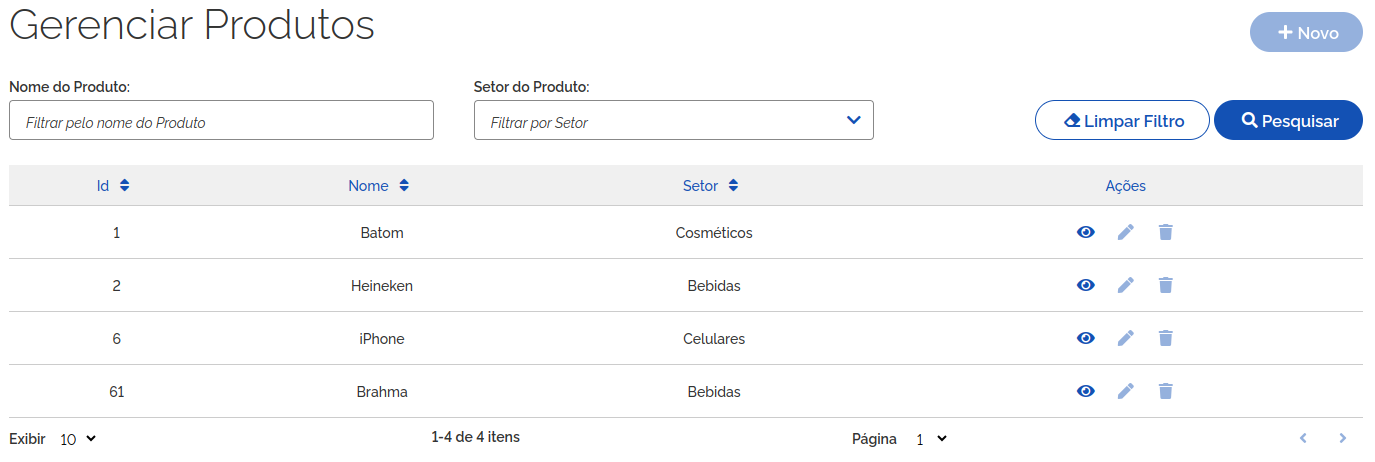 Gerenciar Produtos
Novo
Nome do Produto:
Setor do Produto:
Filtrar pelo nome do Produto
Filtrar por Setor
Limpar Filtro
Pesquisar
Id Nome Setor Ações
1 Batom Cosméticos
2 Heineken Bebidas
6 iPhone Celulares
61 Brahma Bebidas
Exibir 10 1-4 de 4 itens Página 1